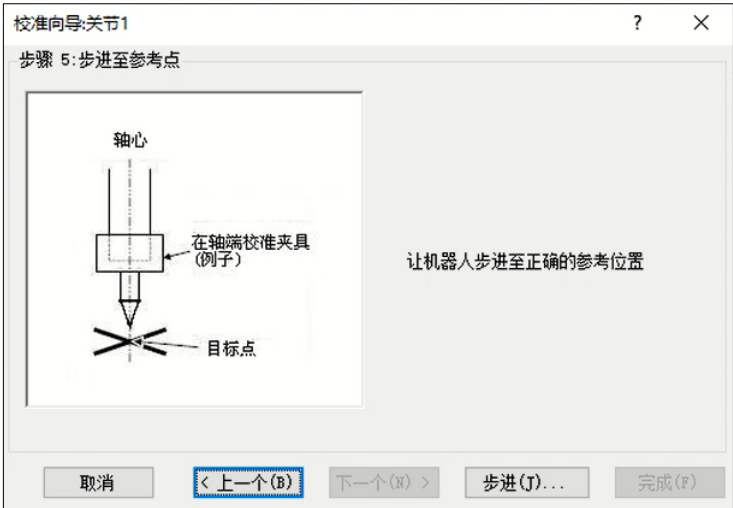 校准向导:关节1
?
步骤 5:步进至参考点
轴心
在轴端校准夹具
(例子)
目标点
让机器人步进至正确的参考位置
取消
< 上一个(B)
下一个(N) >
步进(J)...
完成(F)